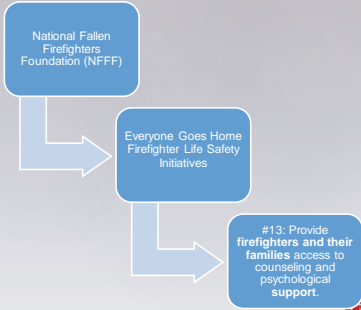 National Fallen
Firefighters
Foundation (NFFF)
Everyone Goes Home
Firefighter Life Safety
Initiatives
#13: Provide
firefighters and their
families access to
counseling and
psychological
support.